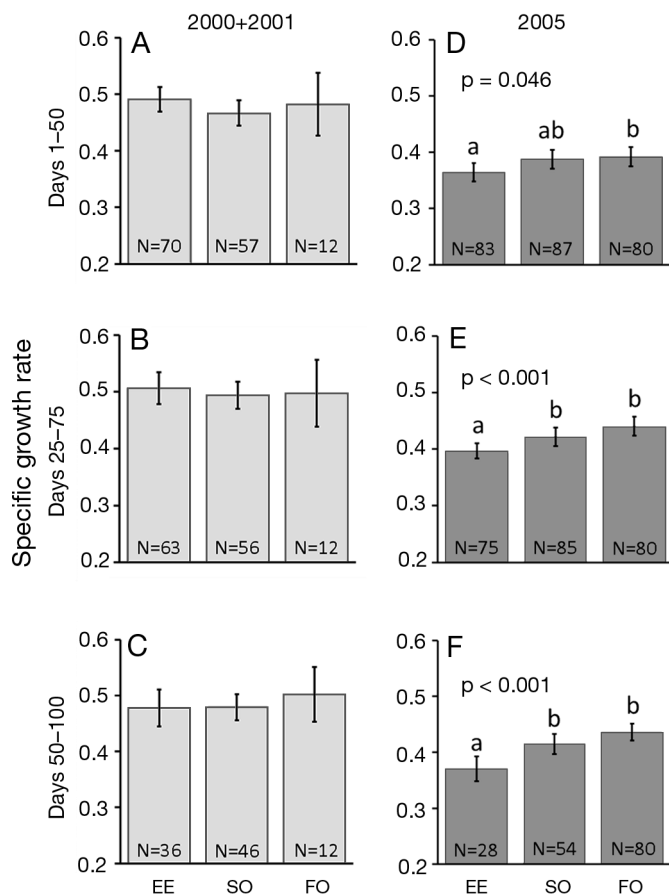 2000+2001
2005
Specific growth rate
Days 1–50
A
0.6
0.5
0.4
0.3
0.2
N=70 N=57 N=12
D
p = 0.046
0.6
0.5
0.4
0.3
0.2
a ab b
N=83 N=87 N=80
Days 25–75
B
0.6
0.5
0.4
0.3
0.2
N=63 N=56 N=12
E
p < 0.001
0.6
0.5
0.4
0.3
0.2
a b b
N=75 N=85 N=80
Days 50–100
C
0.6
0.5
0.4
0.3
0.2
N=36 N=46 N=12
EE SO FO
F
p < 0.001
0.6
0.5
0.4
0.3
0.2
a b b
N=28 N=54 N=80
EE SO FO